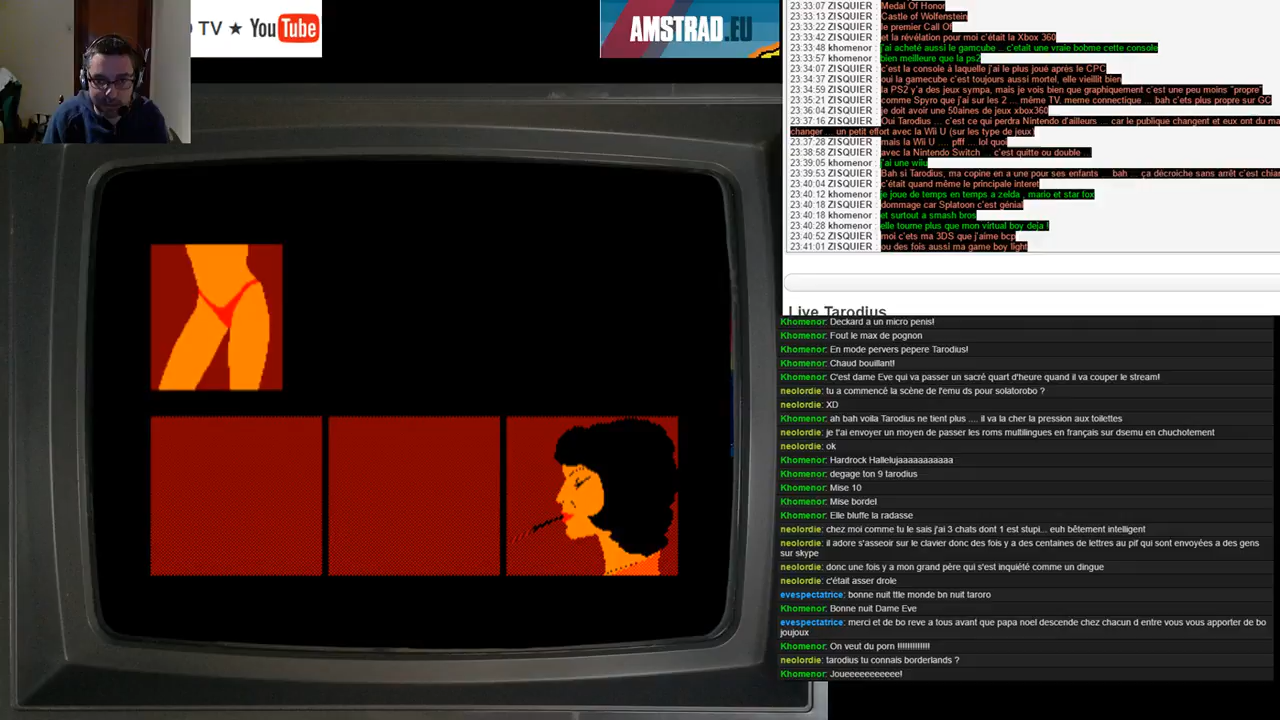 TV ★ YouTube
AMSTRAD.EU
23:33:07 ZISQUIER : Medal Of Honor
23:33:13 ZISQUIER : Castle of Wolfenstein
23:33:22 ZISQUIER : le premier Call Of
23:33:42 ZISQUIER : et la révélation pour moi c'était la Xbox 360
23:33:48 khomenor : j'ai acheté aussi le gamcube .. c'etait une vraie bobme cette console
23:33:57 khomenor : bien meilleure que la ps2
23:34:07 ZISQUIER : c'est la console à laquelle j'ai le plus joué après le CPC
23:34:37 ZISQUIER : oui la gamecube c'est aussi mortel, elle vieillit bien
23:34:59 ZISQUIER : la PS2 y'a des jeux sympa, mais je vois bien que graphiquement c'est une peu moins "propre"
23:35:21 ZISQUIER : comme Spyro que j'ai sur les 2 ... même TV, meme connectique ... bah c'ets plus propre sur GC
23:36:04 ZISQUIER : je doit avoir une 50aines de jeux xbox360
23:37:16 ZISQUIER : Oui Tarodius ... c'est ce qui perdra Nintendo d'ailleurs ... car le publique changent et eux ont du ma
changer ... un petit effort avec la Wii U (sur les type de jeux)
23:37:28 ZISQUIER : mais la Wii U .... pfff ... lol quoi
23:38:58 ZISQUIER : avec la Nintendo Switch ... c'est quitte ou double ...
23:39:05 khomenor : j'ai une wiiu
23:39:53 ZISQUIER : Bah si Tarodius, ma copine en a une pour ses enfants ... bah ... ça décroiche sans arrêt c'est chian
23:40:04 ZISQUIER : c'était quand même le principale interet
23:40:12 khomenor : je joue de temps en temps a zelda , mario et star fox
23:40:18 ZISQUIER : dommage car Splatoon c'est génial
23:40:18 khomenor : et surtout a smash bros
23:40:28 khomenor : elle tourne plus que mon virtual boy deja !
23:40:52 ZISQUIER : moi c'ets ma 3DS que j'aime bcp
23:41:01 ZISQUIER : ou des fois aussi ma game boy light
Live Tarodius
Khomenor: Deckard a un micro penis!
Khomenor: Fout le max de pognon
Khomenor: En mode pervers pepere Tarodius!
Khomenor: Chaud bouillant!
Khomenor: C'est dame Eve qui va passer un sacré quart d'heure quand il va couper le stream!
neolordie: tu a commencé la scène de l'emu ds pour solatorobo ?
neolordie: XD
Khomenor: ah bah voila Tarodius ne tient plus .... il va la cher la pression aux toilettes
neolordie: je t'ai envoyer un moyen de passer les roms multilingues en français sur dsemu en chuchotement
neolordie: ok
Khomenor: Hardrock Hallelujaaaaaaaaaaa
Khomenor: degage ton 9 tarodius
Khomenor: Mise 10
Khomenor: Mise bordel
Khomenor: Elle bluffe la radasse
neolordie: chez moi comme tu le sais j'ai 3 chats dont 1 est stupi... euh bêtement intelligent
neolordie: il adore s'asseoir sur le clavier donc des fois y a des centaines de lettres au pif qui sont envoyées a des gens
sur skype
neolordie: donc une fois y a mon grand père qui s'est inquiété comme un dingue
neolordie: c'était asser drole
evespectatrice: bonne nuit ttle monde bn nuit taroro
Khomenor: Bonne nuit Dame Eve
evespectatrice: merci et de bo reve a tous avant que papa noel descende chez chacun d entre vous vous apporter de bo
joujoux
Khomenor: On veut du porn !!!!!!!!!!!!!
neolordie: tarodius tu connais borderlands ?
Khomenor: Joueeeeeeeeeee!